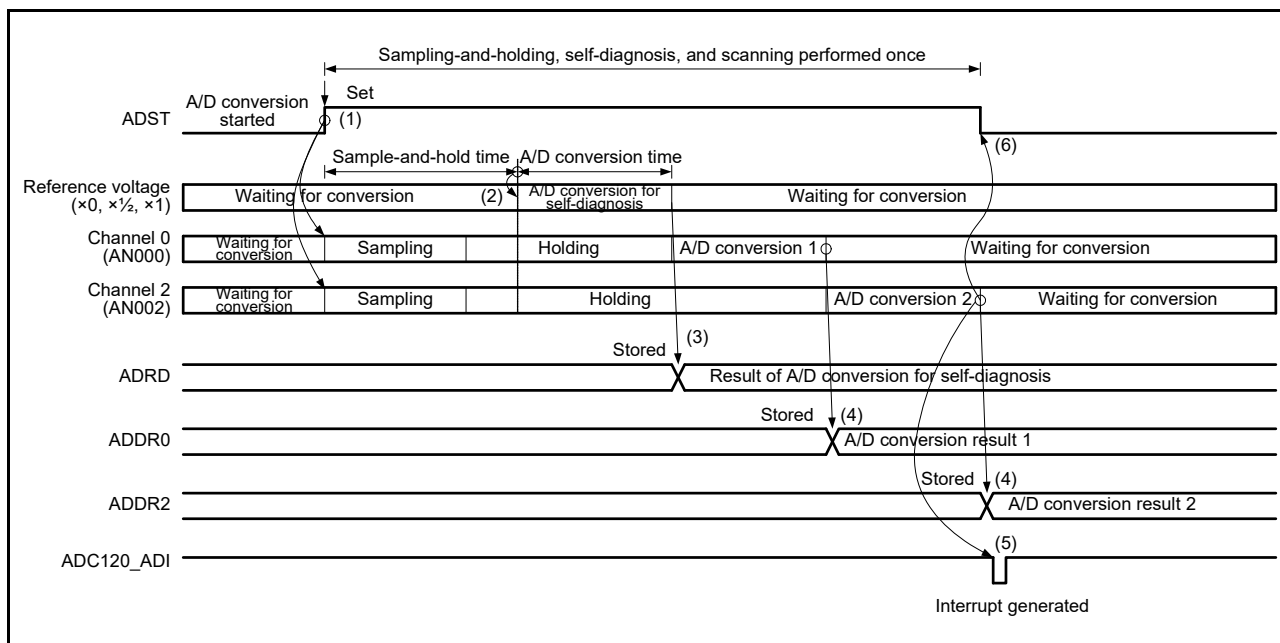 Sampling-and-holding, self-diagnosis, and scanning performed once
A/D conversion
started
Set
ADST
(1)
(6)
Sample-and-hold time
A/D conversion time
Reference voltage
(×0, ×½, ×1)
Waiting for conversion
(2)
A/D conversion for
self-diagnosis
Waiting for conversion
Channel 0
(AN000)
Waiting for
conversion
Sampling
Holding
A/D conversion 1
Waiting for conversion
Channel 2
(AN002)
Waiting for
conversion
Sampling
Holding
A/D conversion 2
Waiting for conversion
Stored
(3)
ADRD
Result of A/D conversion for self-diagnosis
Stored
(4)
ADDR0
A/D conversion result 1
Stored
(4)
ADDR2
A/D conversion result 2
(5)
ADC120_ADI
Interrupt generated